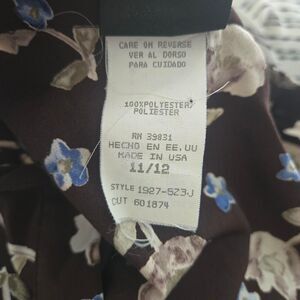 CARE ON REVERSE
VER AL DORSO
PARA CUIDADO
100%POLYESTER/
POLIESTER
RN 39831
HECHO EN EE.UU
MADE IN USA
11/12
STYLE 1927-523J
CUT 601874